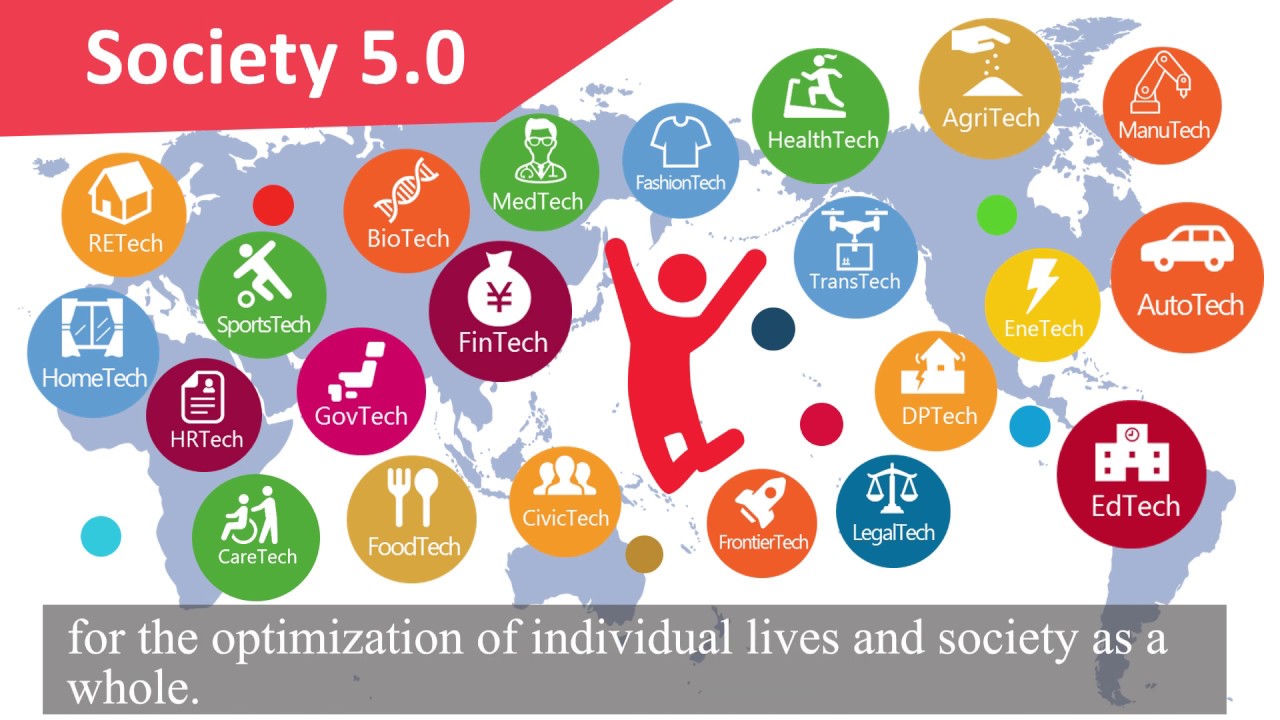 Society 5.0
AgriTech
ManuTech
HealthTech
FashionTech
MedTech
BioTech
RETech
TransTech
AutoTech
EneTech
SportsTech
¥
FinTech
HomeTech
GovTech
DPTech
HRTech
EdTech
CivicTech
LegalTech
FrontierTech
FoodTech
CareTech
for the optimization of individual lives and society as a
whole.